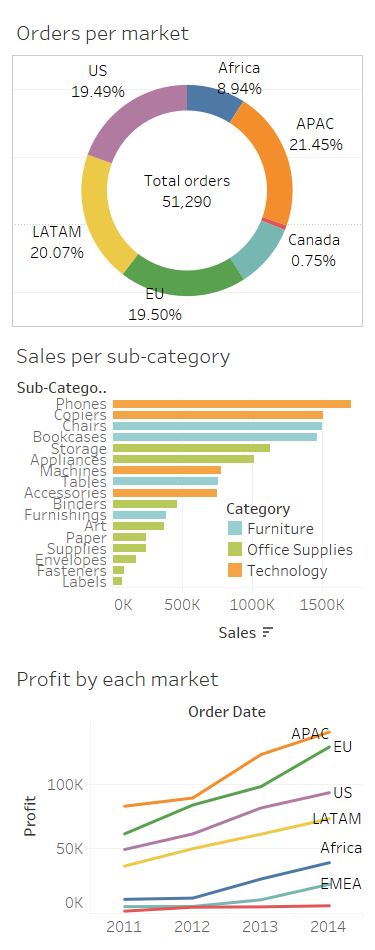 Orders per market
US
19.49%
Africa
8.94%
APAC
21.45%
Total orders
51,290
LATAM
20.07%
Canada
0.75%
EU
19.50%
Sales per sub-category
Sub-Catego..
Phones
Copiers
Chairs
Bookcases
Storage
Appliances
Machines
Tables
Accessories
Binders
Furnishings
Art
Paper
Supplies
Envelopes
Fasteners
Labels
Category
Furniture
Office Supplies
Technology
0K 500K 1000K 1500K
Sales
Profit by each market
Order Date
APAC
EU
100K
US
LATAM
Profit
50K
Africa
EMEA
0K
2011 2012 2013 2014